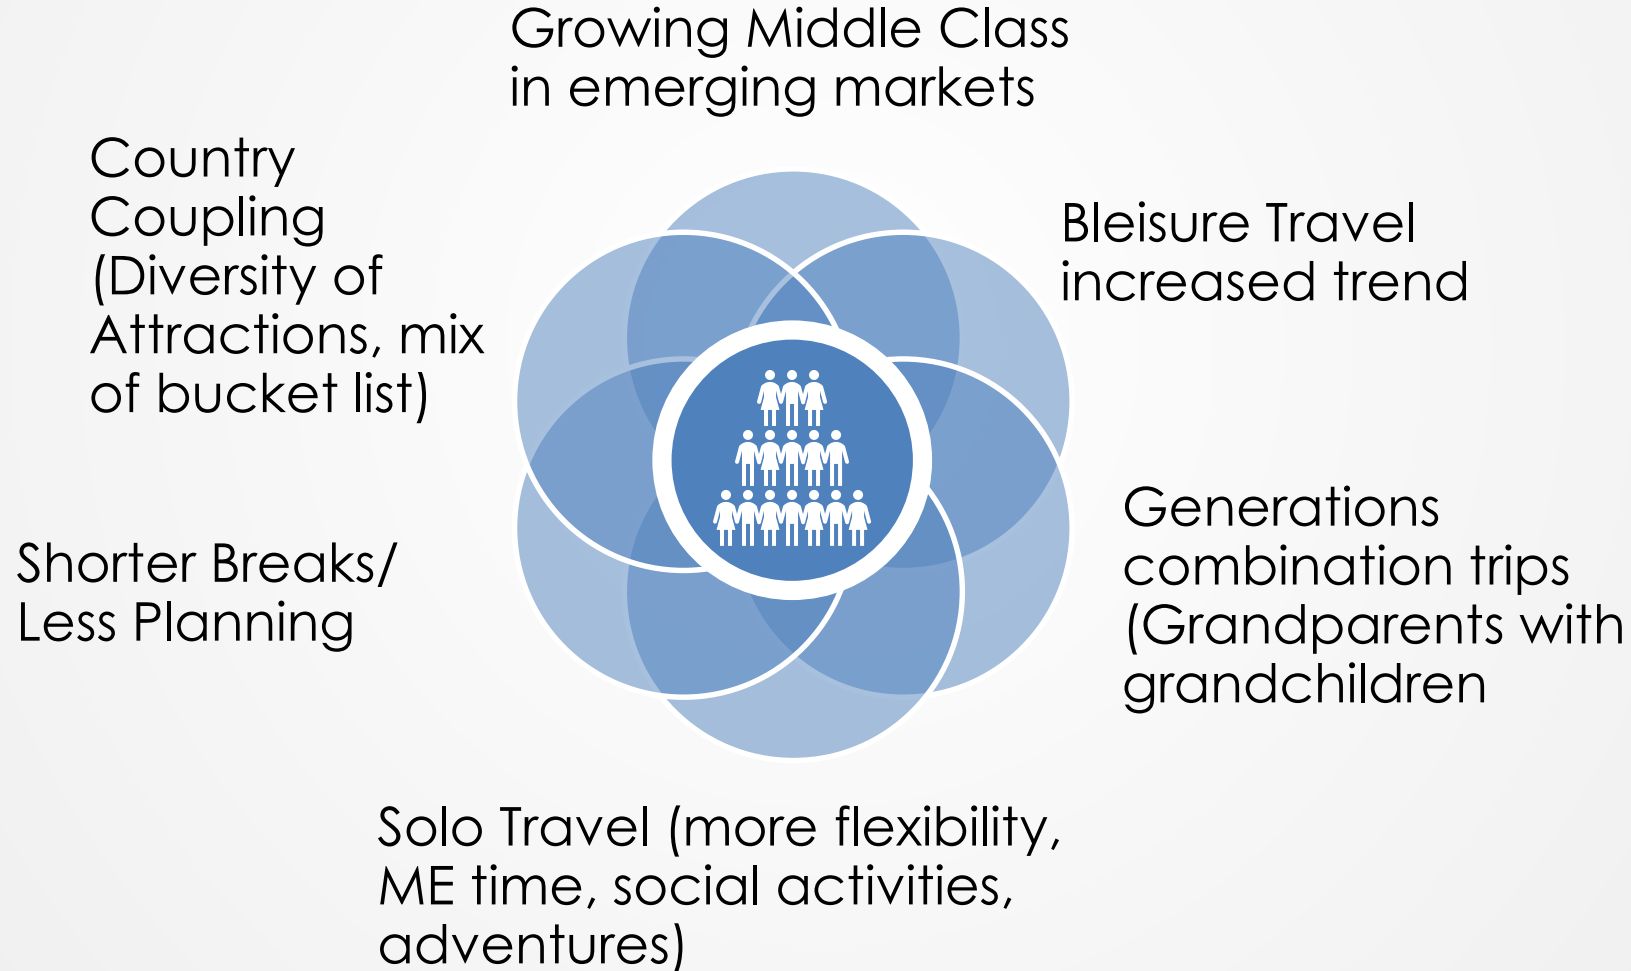 Growing Middle Class
in emerging markets
Bleisure Travel
increased trend
Generations
combination trips
(Grandparents with
grandchildren
Solo Travel (more flexibility,
ME time, social activities,
adventures)
Shorter Breaks/
Less Planning
Country
Coupling
(Diversity of
Attractions, mix
of bucket list)